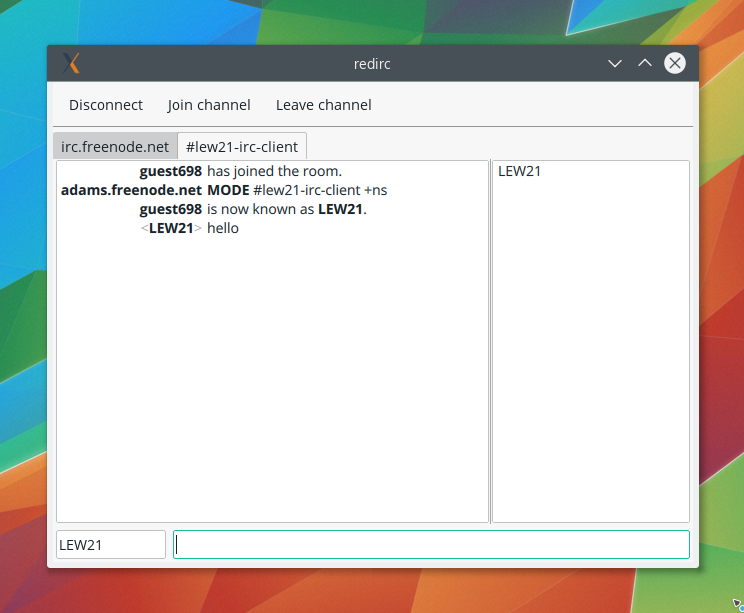 redirc
Disconnect Join channel Leave channel
irc.freenode.net #lew21-irc-client
guest698 has joined the room.
adams.freenode.net MODE #lew21-irc-client +ns
guest698 is now known as LEW21.
<LEW21> hello
LEW21
LEW21